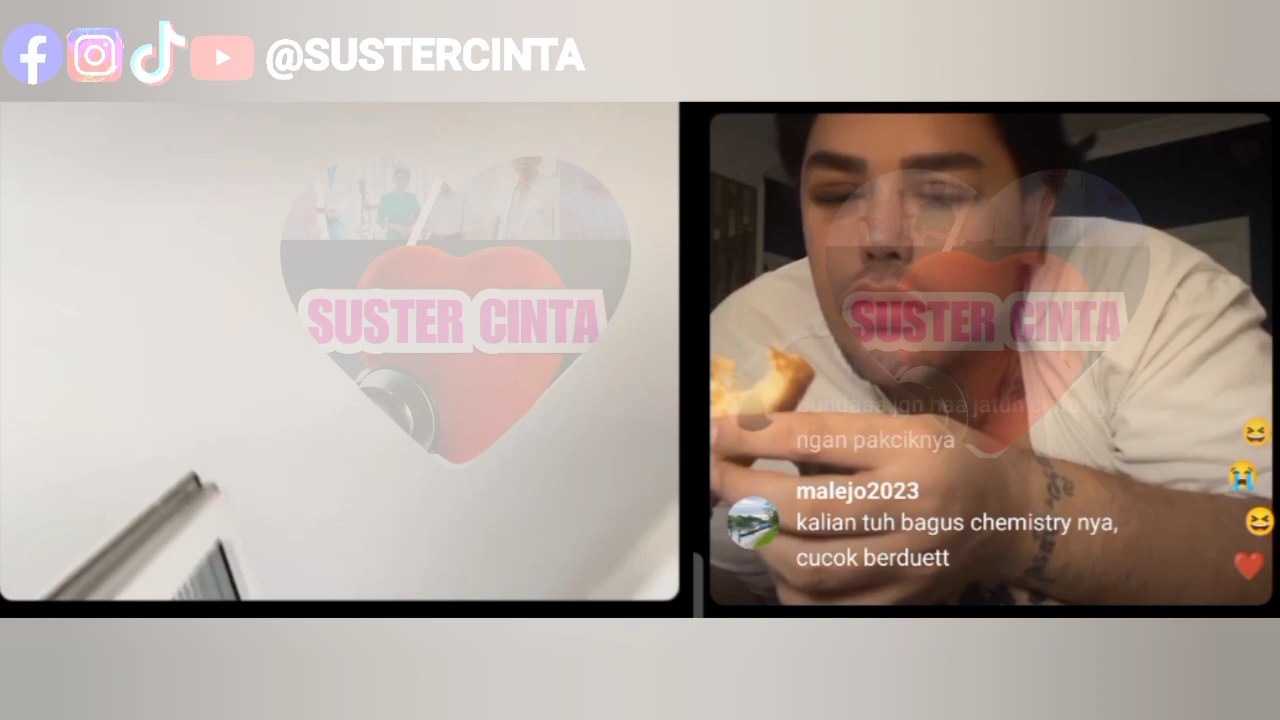 @SUSTERCINTA
SUSTER CINTA
SUSTER CINTA
ngan pakciknya
malejo2023
kalian tuh bagus chemistry nya,
cucok berduett